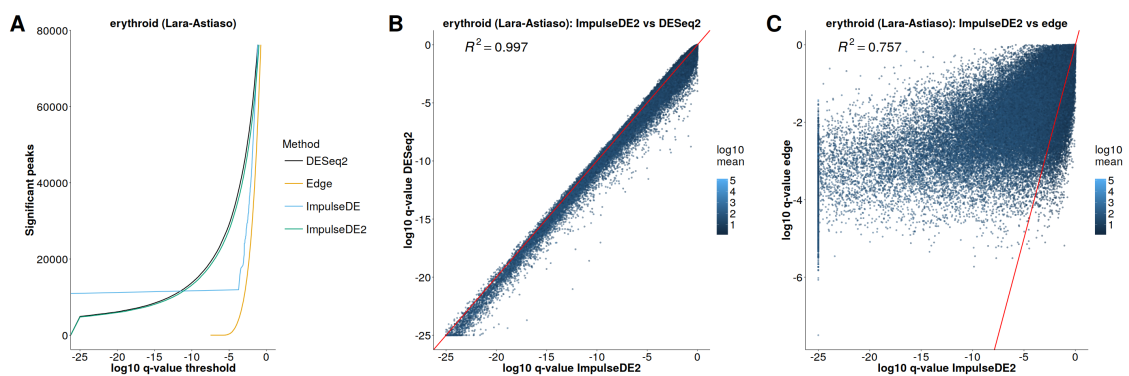 A
erythroid (Lara-Astiaso)
Significant peaks
80000
60000
40000
20000
0
-25
-20
-15
-10
-5
0
log10 q-value threshold
Method
DESeq2
Edge
ImpulseDE
ImpulseDE2
B
erythroid (Lara-Astiaso): ImpulseDE2 vs DESeq2
R² = 0.997
log10 q-value DESeq2
0
-5
-10
-15
-20
-25
-25
-20
-15
-10
-5
0
log10 q-value ImpulseDE2
log10
mean
5
4
3
2
1
C
erythroid (Lara-Astiaso): ImpulseDE2 vs edge
R² = 0.757
log10 q-value edge
0
-2
-4
-6
-25
-20
-15
-10
-5
0
log10 q-value ImpulseDE2
log10
mean
5
4
3
2
1